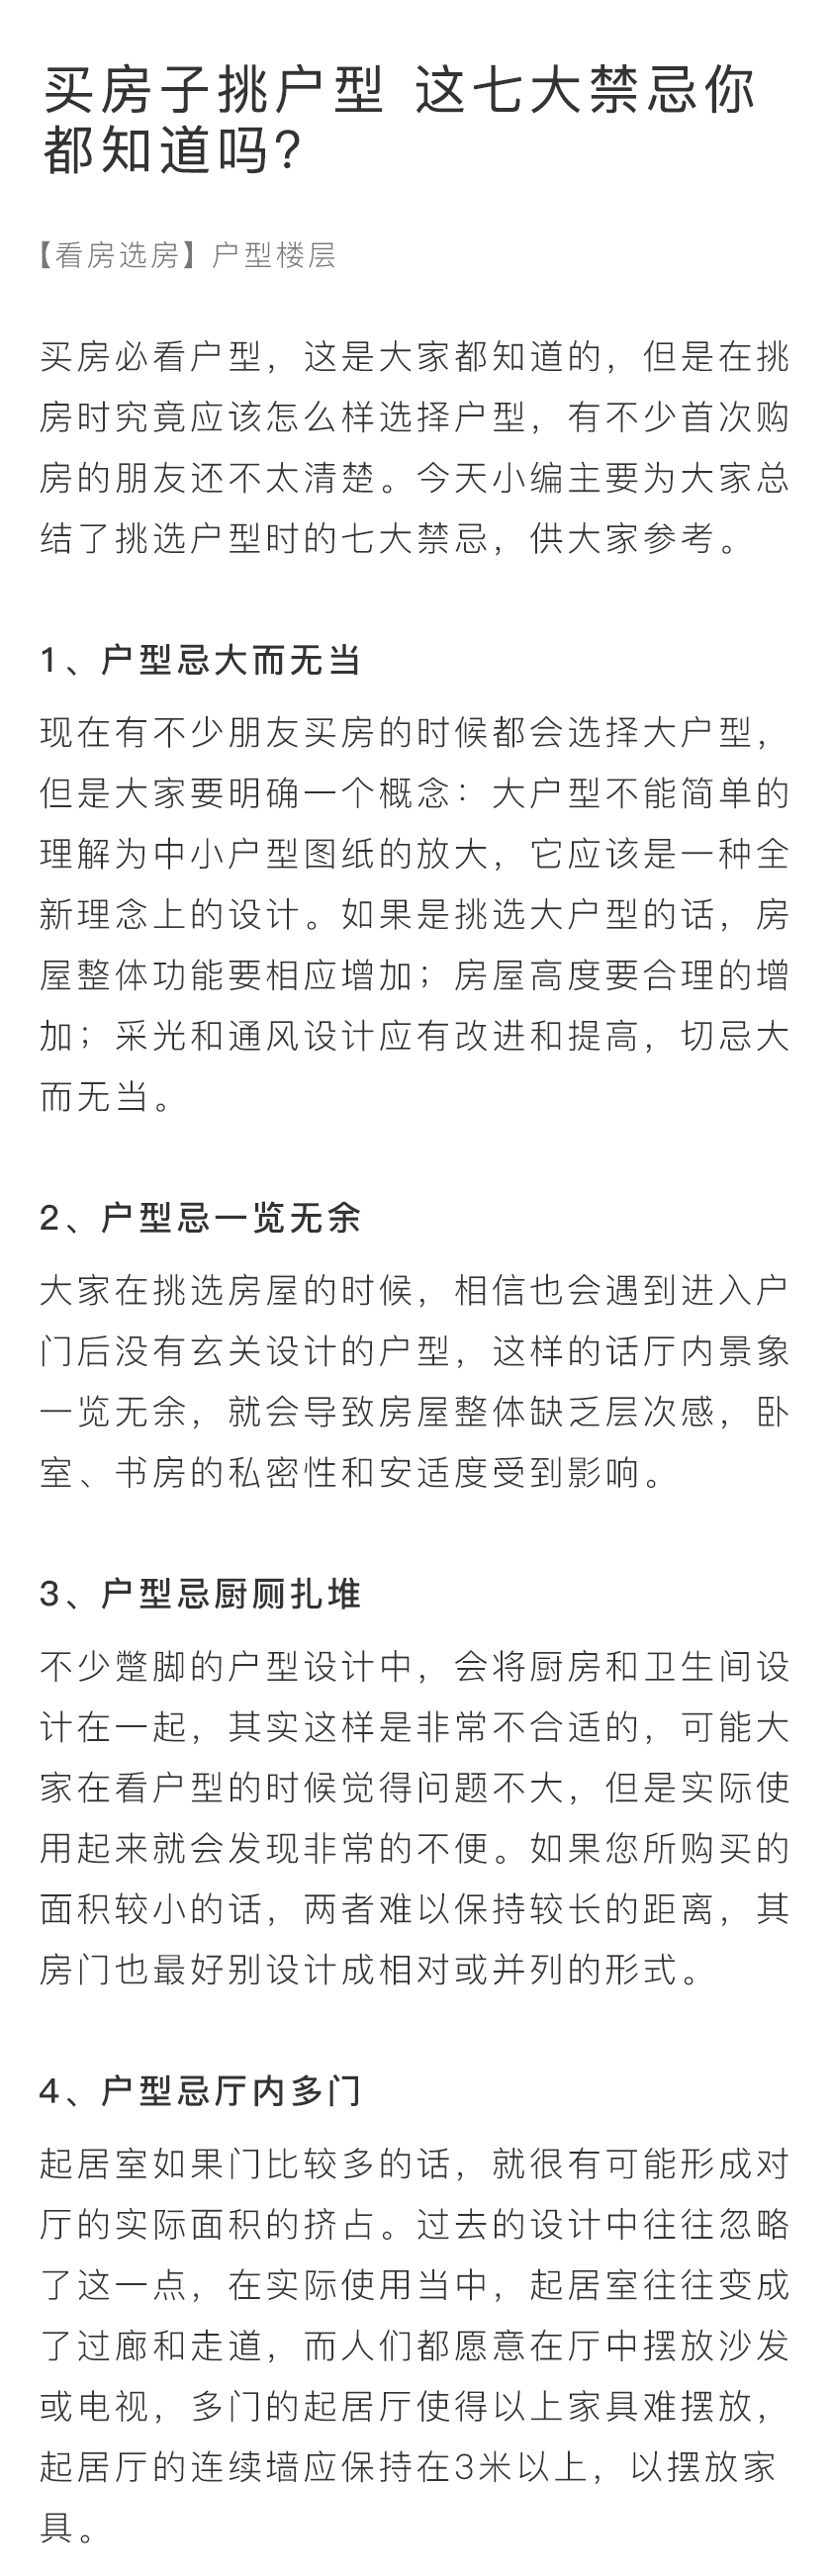 买房子挑户型 这七大禁忌你
都知道吗?
【看房选房】户型楼层
买房必看户型，这是大家都知道的，但是在挑
房时究竟应该怎么样选择户型，有不少首次购
房的朋友还不太清楚。今天小编主要为大家总
结了挑选户型时的七大禁忌，供大家参考。
1、户型忌大而无当
现在有不少朋友买房的时候都会选择大户型，
但是大家要明确一个概念：大户型不能简单的
理解为中小户型图纸的放大，它应该是一种全
新理念上的设计。如果是挑选大户型的话，房
屋整体功能要相应增加；房屋高度要合理的增
加；采光和通风设计应有改进和提高，切忌大
而无当。
2、户型忌一览无余
大家在挑选房屋的时候，相信也会遇到进入户
门后没有玄关设计的户型，这样的话厅内景象
一览无余，就会导致房屋整体缺乏层次感，卧
室、书房的私密性和安适度受到影响。
3、户型忌厨厕扎堆
不少蹩脚的户型设计中，会将厨房和卫生间设
计在一起，其实这样是非常不合适的，可能大
家在看户型的时候觉得问题不大，但是实际使
用起来就会发现非常的不便。如果您所购买的
面积较小的话，两者难以保持较长的距离，其
房门也最好别设计成相对或并列的形式。
4、户型忌厅内多门
起居室如果门比较多的话，就很有可能形成对
厅的实际面积的挤占。过去的设计中往往忽略
了这一点，在实际使用当中，起居室往往变成
了过廊和走道，而人们都愿意在厅中摆放沙发
或电视，多门的起居厅使得以上家具难摆放，
起居厅的连续墙应保持在3米以上，以摆放家
具。